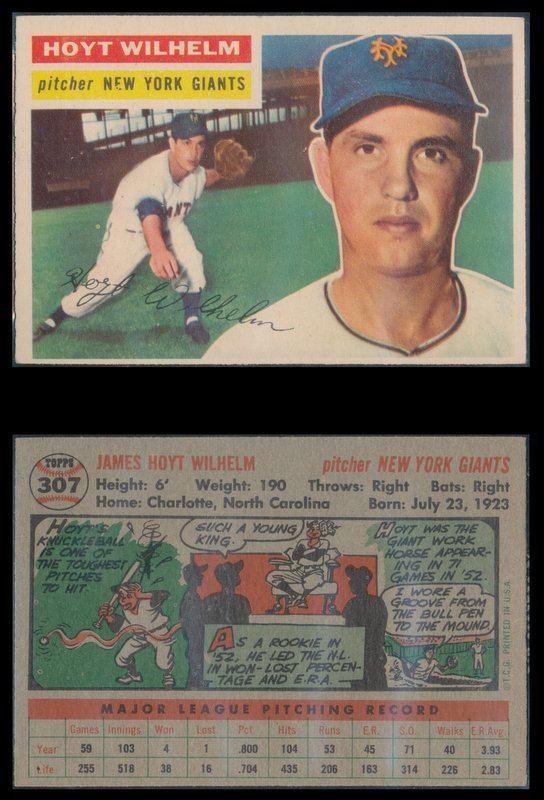 HOYT WILHELM
pitcher NEW YORK GIANTS
NY
GIANTS
Hoyt Wilhelm
TOPPS
307
JAMES HOYT WILHELM pitcher NEW YORK GIANTS
Height: 6' Weight: 190 Throws: Right Bats: Right
Home: Charlotte, North Carolina Born: July 23, 1923
HOYT'S
KNUCKLEBALL
IS ONE
OF THE
TOUGHEST
PITCHES
TO HIT.
SUCH A YOUNG
KING.
AS A ROOKIE IN
'52, HE LED THE N.L.
IN WON-LOST PERCEN-
TAGE AND E.R.A.—
HOYT WAS THE
GIANT WORK
HORSE APPEAR-
ING IN 71
GAMES IN '52.
I WORE A
GROOVE FROM
THE BULL PEN
TO THE MOUND.
© T.C.G. PRINTED IN U.S.A.
MAJOR LEAGUE PITCHING RECORD
Games Innings Won Lost Pct. Hits Runs E.R. S.O. Walks E.R.Avg.
Year 59 103 4 1 .800 104 53 45 71 40 3.93
Life 255 518 38 16 .704 435 206 163 314 226 2.83